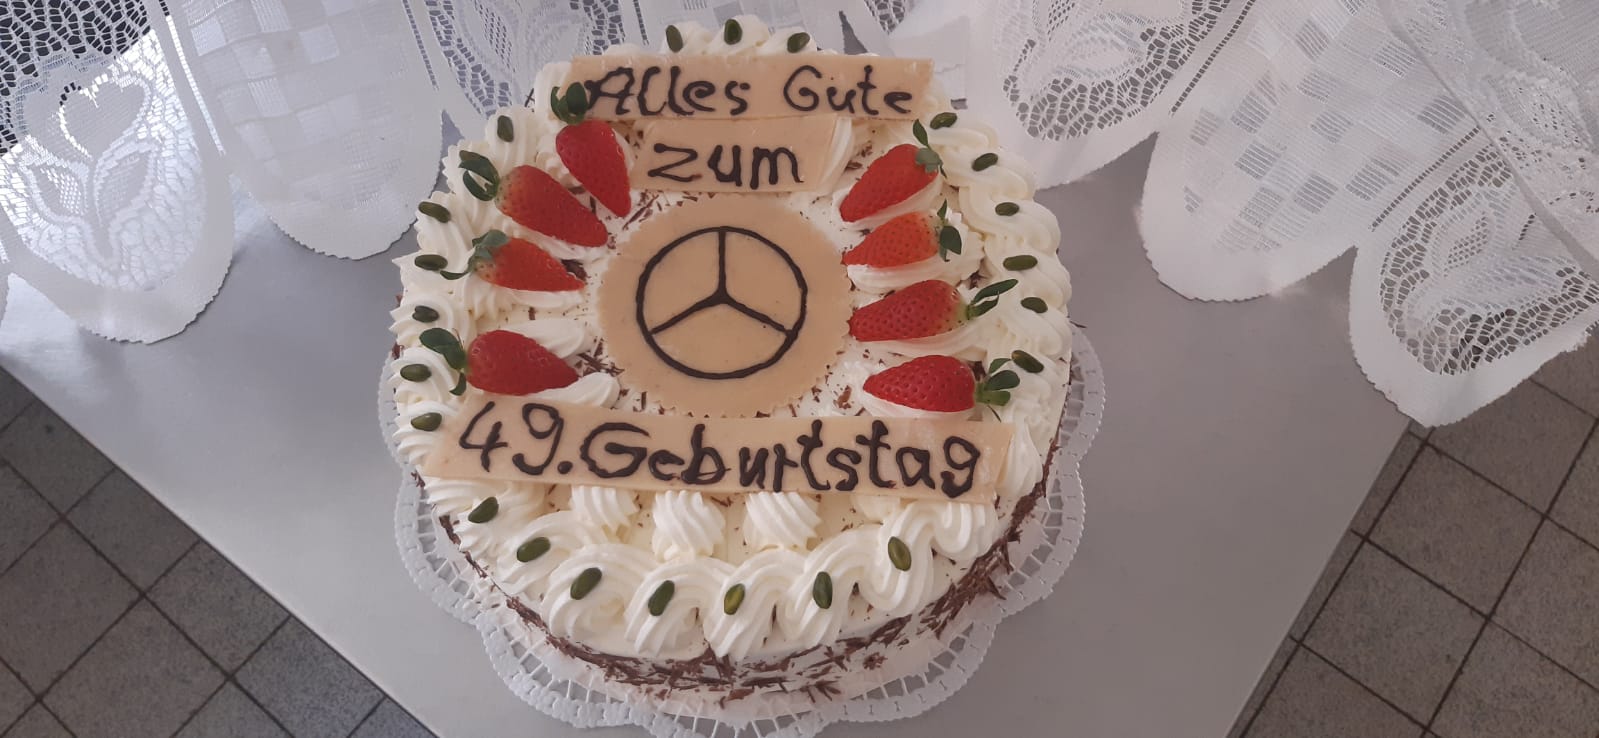 Alles Gute
zum
49. Geburtstag